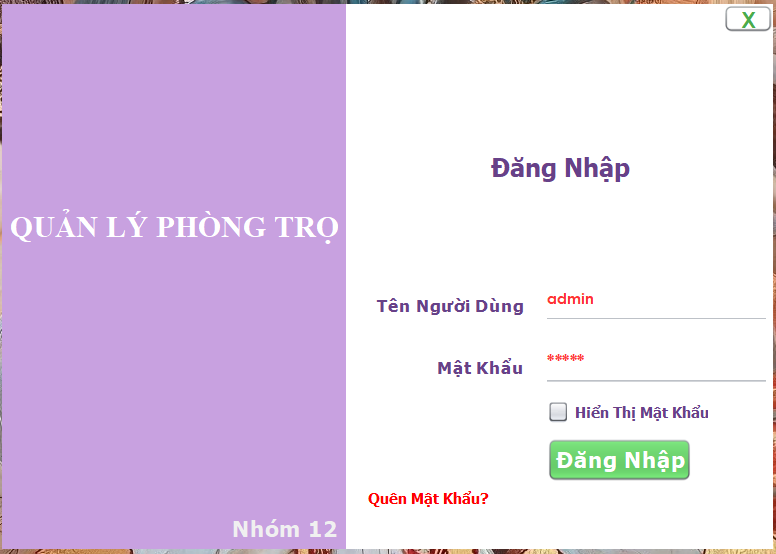 X
Đăng Nhập
QUẢN LÝ PHÒNG TRỌ
Tên Người Dùng
admin
Mật Khẩu
*****
Hiển Thị Mật Khẩu
Đăng Nhập
Quên Mật Khẩu?
Nhóm 12